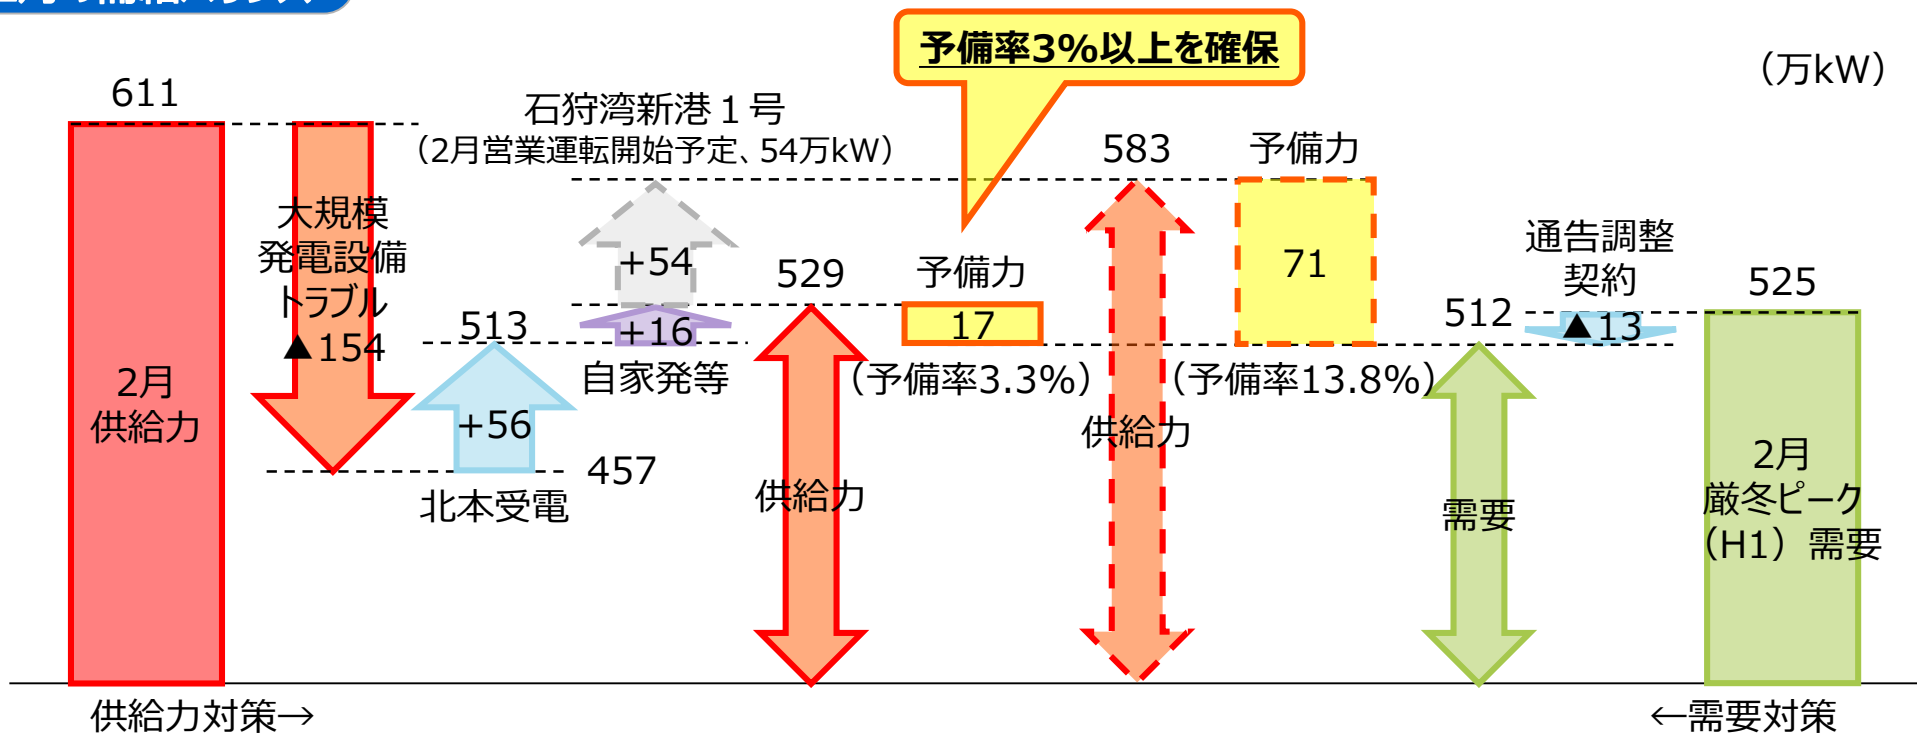 予備率3%以上を確保
（万kW）
611
石狩湾新港１号
（2月営業運転開始予定、54万kW）
583
予備力
大規模
発電設備
トラブル
▲154
+54
529
予備力
71
通告調整
契約
525
513
+16
17
512
▲13
自家発等
（予備率3.3%）
（予備率13.8%）
2月
供給力
+56
457
北本受電
供給力
供給力
需要
2月
厳冬ピーク
（H1）需要
供給力対策→
←需要対策